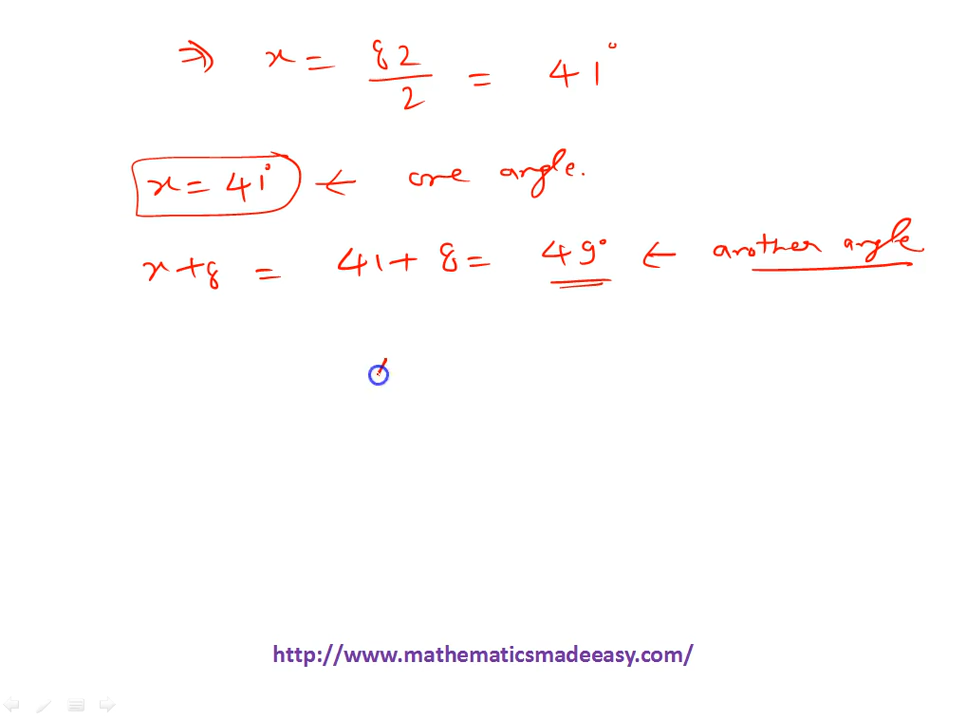 ⇒ x = 82/2 = 41°
x = 41° ← one angle.
x + 8 = 41 + 8 = 49° ← another angle
http://www.mathematicsmadeeasy.com/